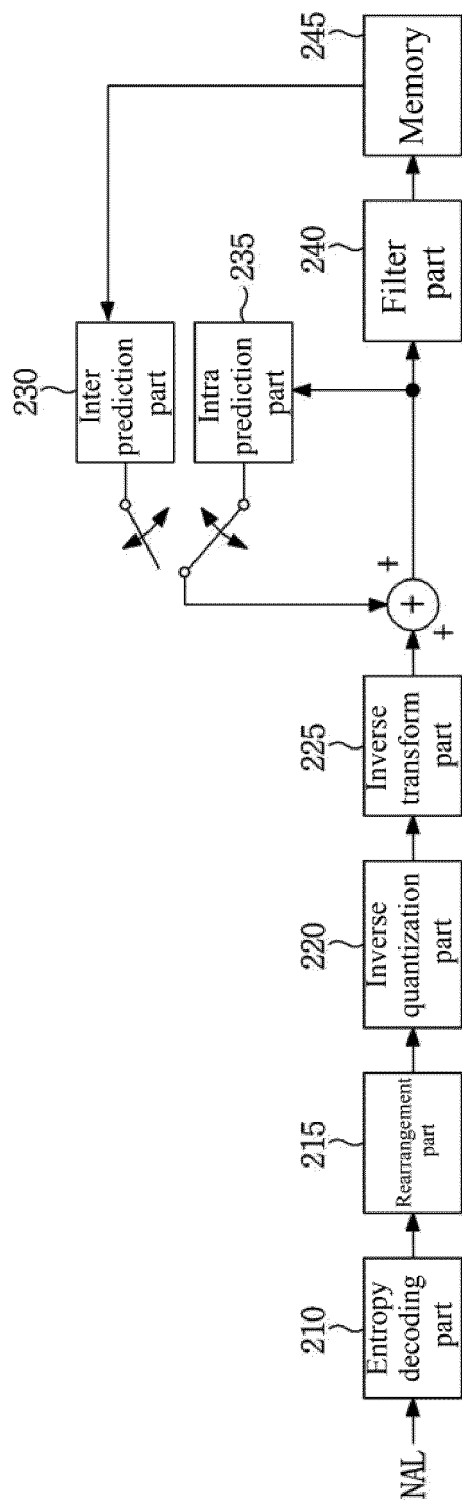 NAL
210
Entropy
decoding
part
215
Rearrangement
part
220
Inverse
quantization
part
225
Inverse
transform
part
+
+
+
230
Inter
prediction
part
235
Intra
prediction
part
240
Filter
part
245
Memory